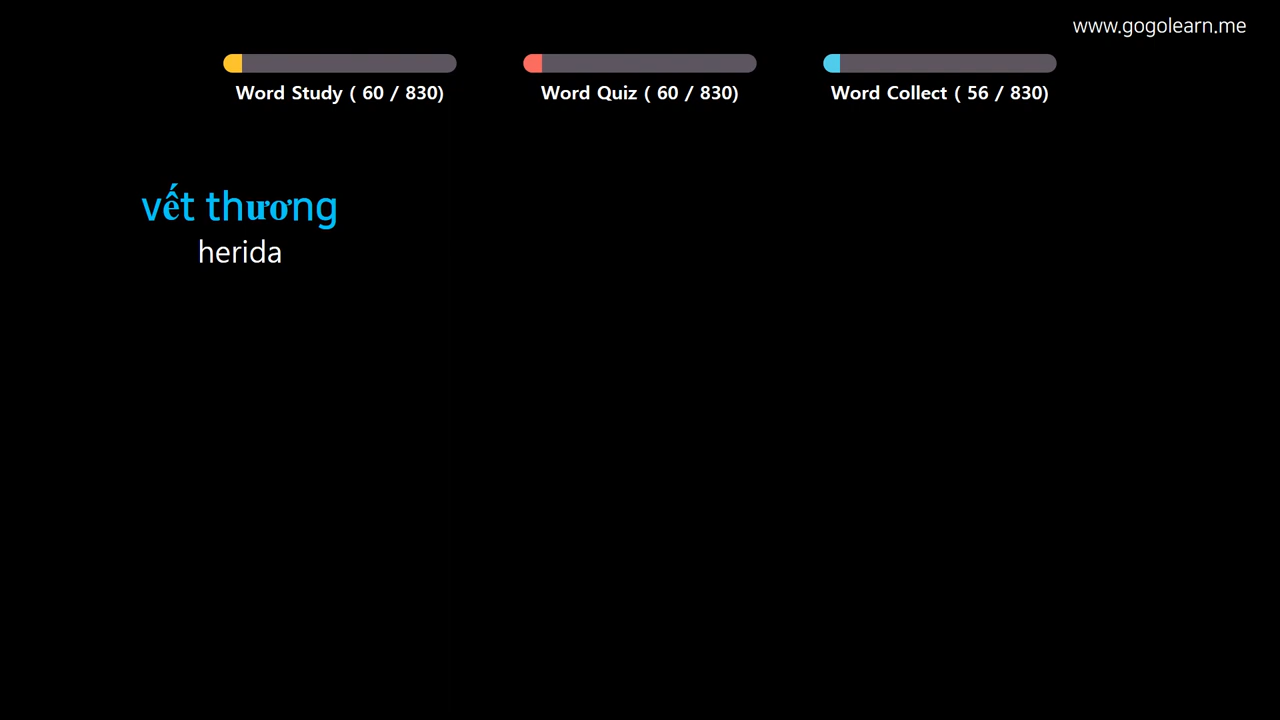 www.gogolearn.me
Word Study ( 60 / 830)
Word Quiz ( 60 / 830)
Word Collect ( 56 / 830)
vết thương
herida